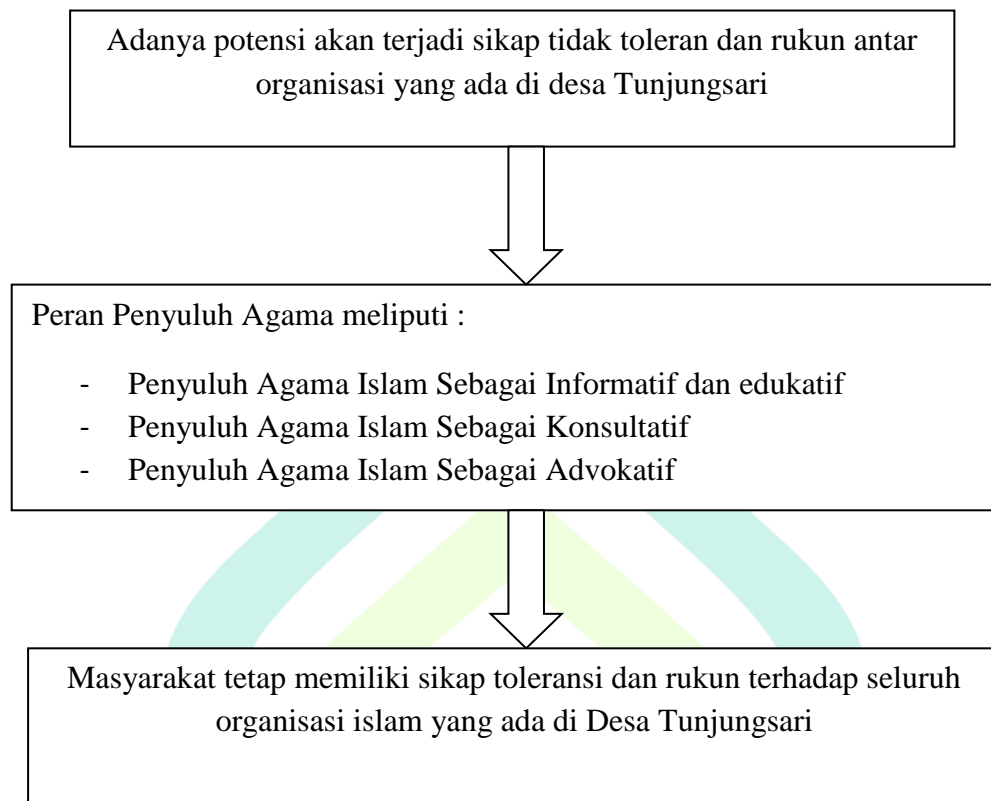 Adanya potensi akan terjadi sikap tidak toleran dan rukun antar
organisasi yang ada di desa Tunjungsari
Peran Penyuluh Agama meliputi :
- Penyuluh Agama Islam Sebagai Informatif dan edukatif
- Penyuluh Agama Islam Sebagai Konsultatif
- Penyuluh Agama Islam Sebagai Advokatif
Masyarakat tetap memiliki sikap toleransi dan rukun terhadap seluruh
organisasi islam yang ada di Desa Tunjungsari